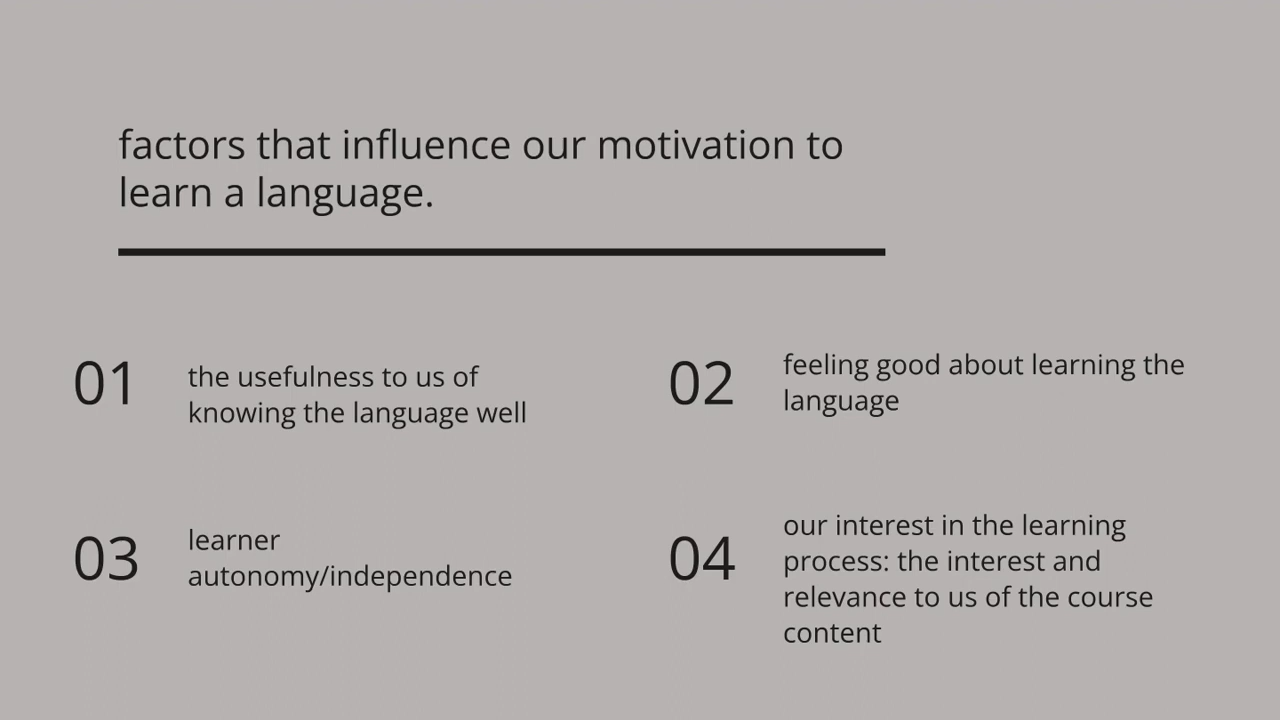 factors that influence our motivation to
learn a language.
01
the usefulness to us of
knowing the language well
02
feeling good about learning the
language
03
learner
autonomy/independence
04
our interest in the learning
process: the interest and
relevance to us of the course
content